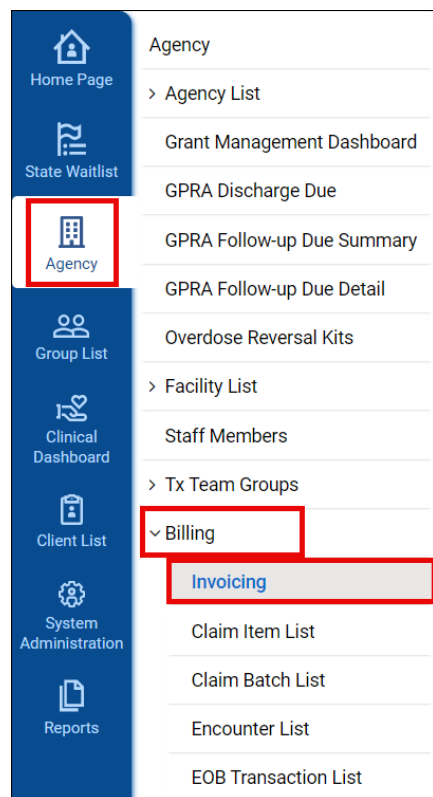 Home Page
State Waitlist
Agency
Group List
Clinical
Dashboard
Client List
System
Administration
Reports
Agency
Agency List
Grant Management Dashboard
GPRA Discharge Due
GPRA Follow-up Due Summary
GPRA Follow-up Due Detail
Overdose Reversal Kits
Facility List
Staff Members
Tx Team Groups
Billing
Invoicing
Claim Item List
Claim Batch List
Encounter List
EOB Transaction List